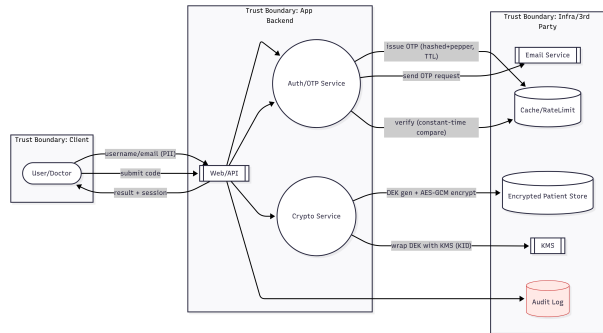 Trust Boundary: App
Backend
Trust Boundary: Infra/3rd
Party
Issue OTP (hashed+pepper,
TTL)
Email Service
Auth/OTP Service
send OTP request
Cache/RateLimit
verify (constant-time
compare)
Trust Boundary: Client
username/email (PII)
User/Doctor
submit code
Web/API
result + session
DEK gen + AES-GCM encrypt
Encrypted Patient Store
Crypto Service
wrap DEK with KMS (KID)
KMS
Audit Log